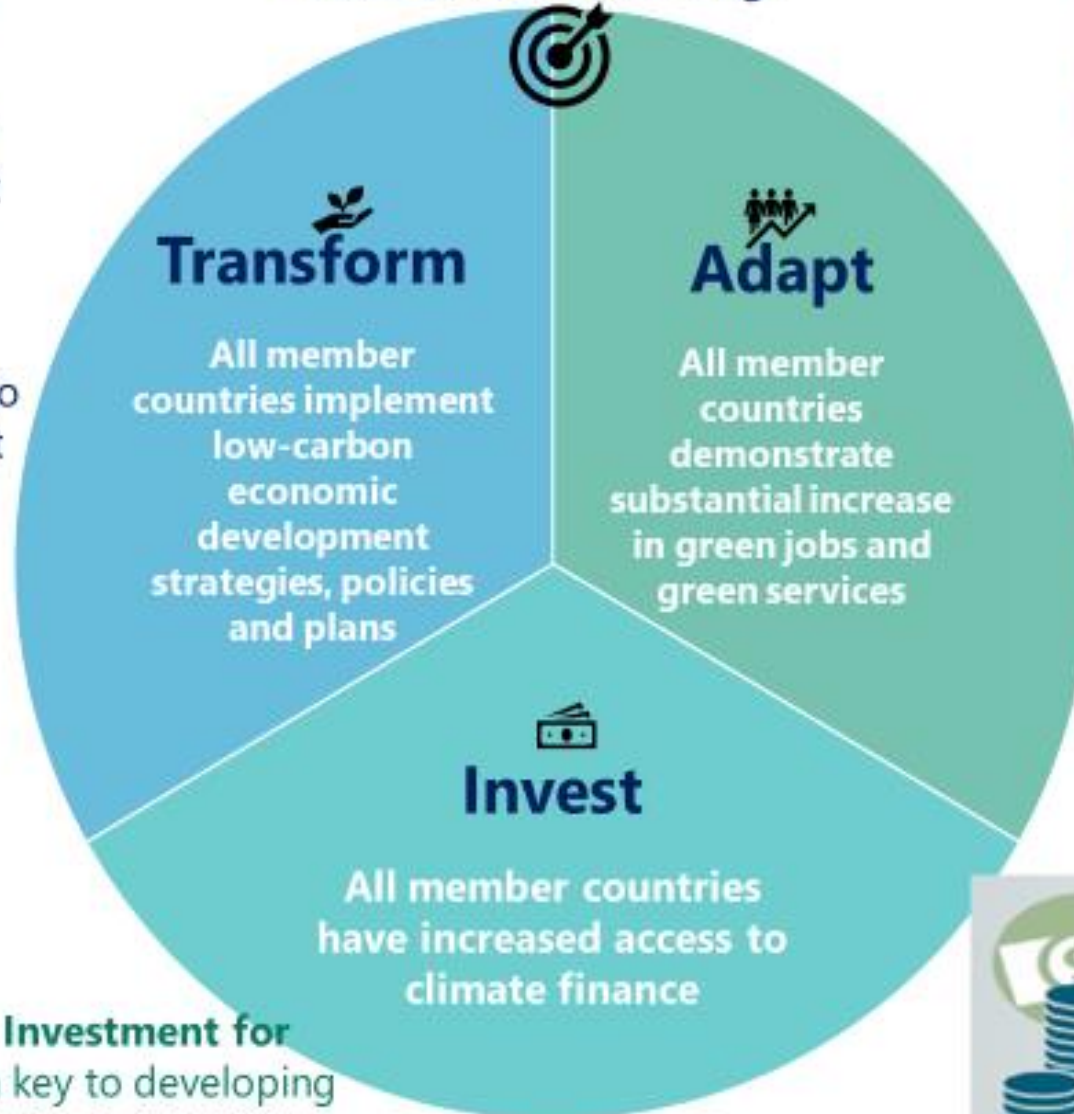 Transform
All member
countries implement
low-carbon
economic
development
strategies, policies
and plans
Adapt
All member
countries
demonstrate
substantial increase
in green jobs and
green services
Invest
All member countries
have increased access to
climate finance
Investment for
key to developing